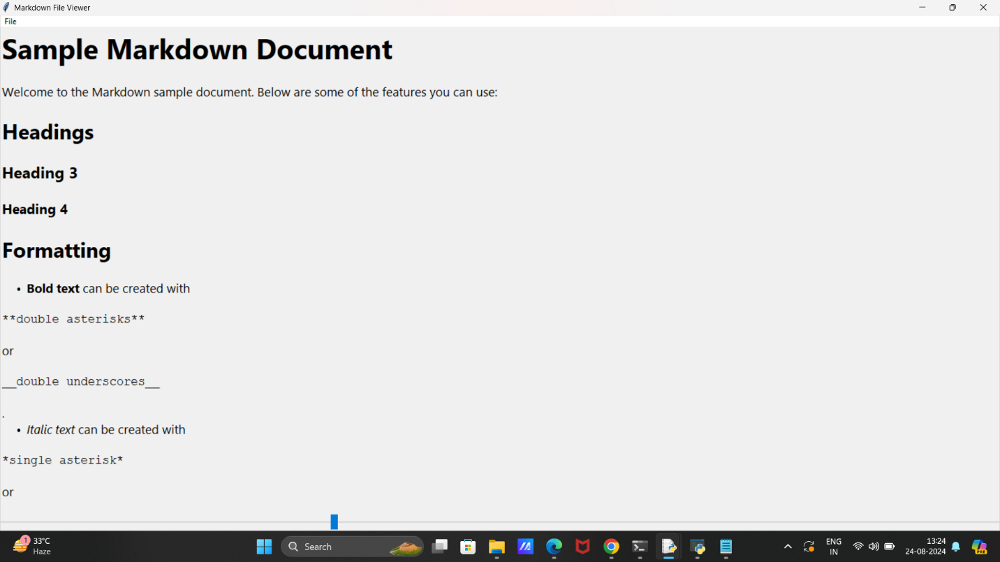 Markdown File Viewer
File
Sample Markdown Document
Welcome to the Markdown sample document. Below are some of the features you can use:
Headings
Heading 3
Heading 4
Formatting
• Bold text can be created with
**double asterisks**
or
__double underscores__
.
• Italic text can be created with
*single asterisk*
or
1
33°C
Haze
Search
ENG
IN
13:24
24-08-2024
PRE